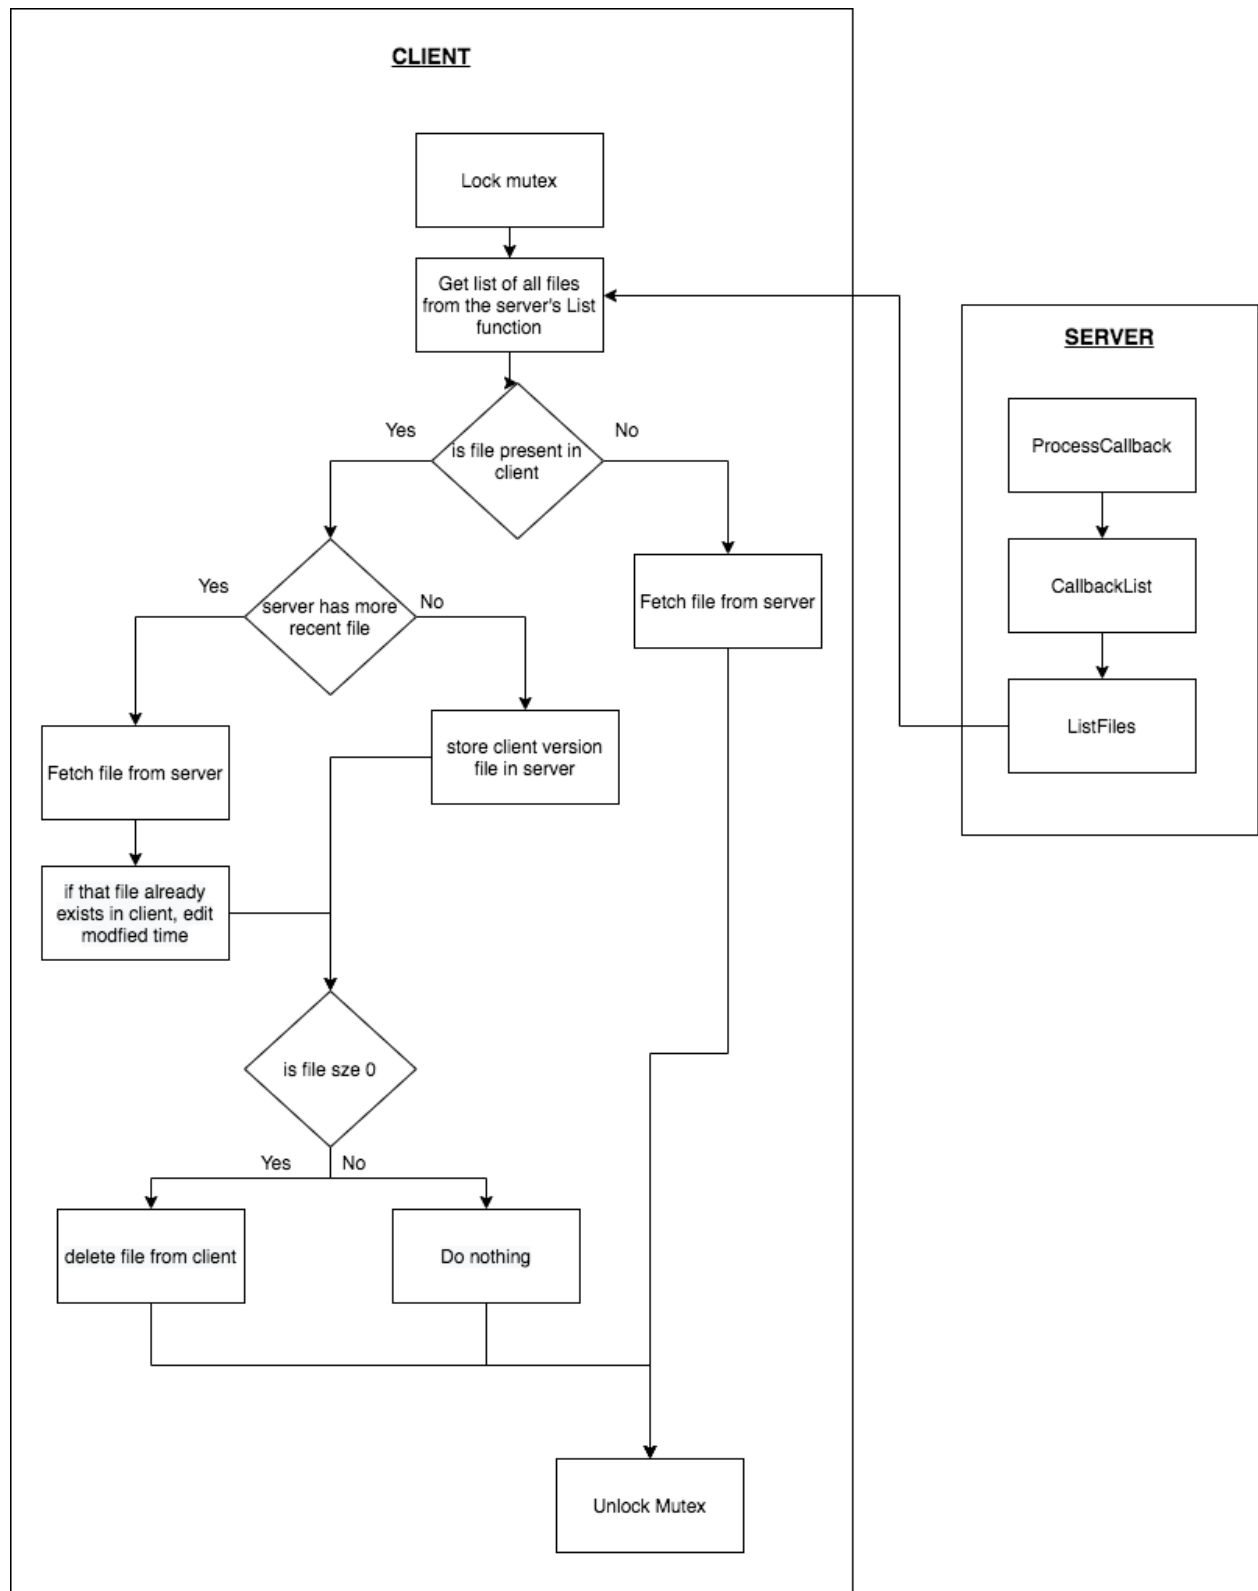 CLIENT
Lock mutex
Get list of all files
from the server's List
function
SERVER
ProcessCallback
Yes
No
is file present in
client
CallbackList
Yes
No
server has more
recent file
Fetch file from server
ListFiles
store client version
file in server
Fetch file from server
if that file already
exists in client, edit
modfied time
is file sze 0
Yes
No
delete file from client
Do nothing
Unlock Mutex